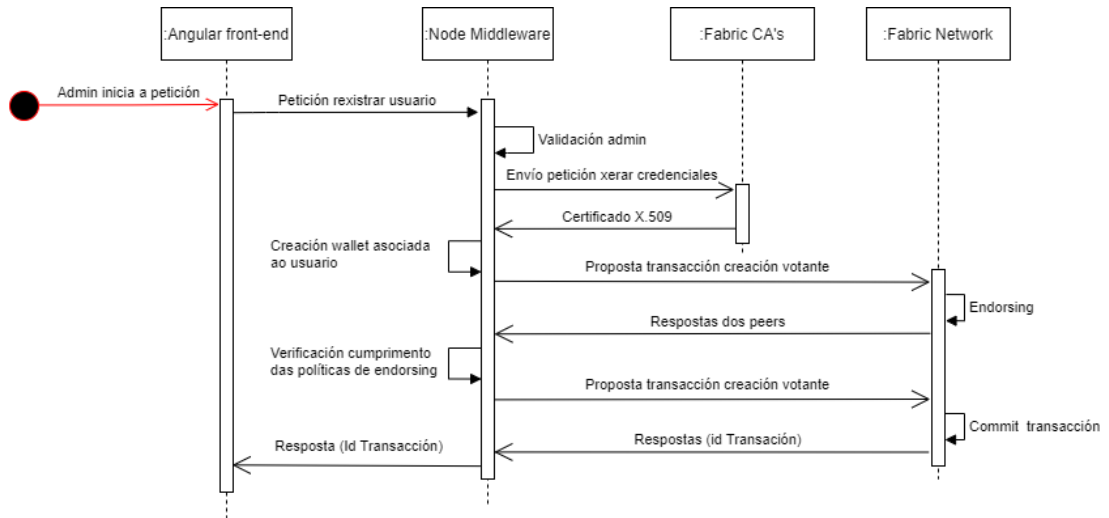 :Angular front-end
:Node Middleware
:Fabric CA's
:Fabric Network
Admin inicia a petición
Petición rexistrar usuario
Validación admin
Envío petición xerar credenciales
Certificado X.509
Creación wallet asociada
ao usuario
Proposta transacción creación votante
Endorsing
Respostas dos peers
Verificación cumprimento
das políticas de endorsing
Proposta transacción creación votante
Commit transacción
Respostas (id Transación)
Resposta (Id Transacción)